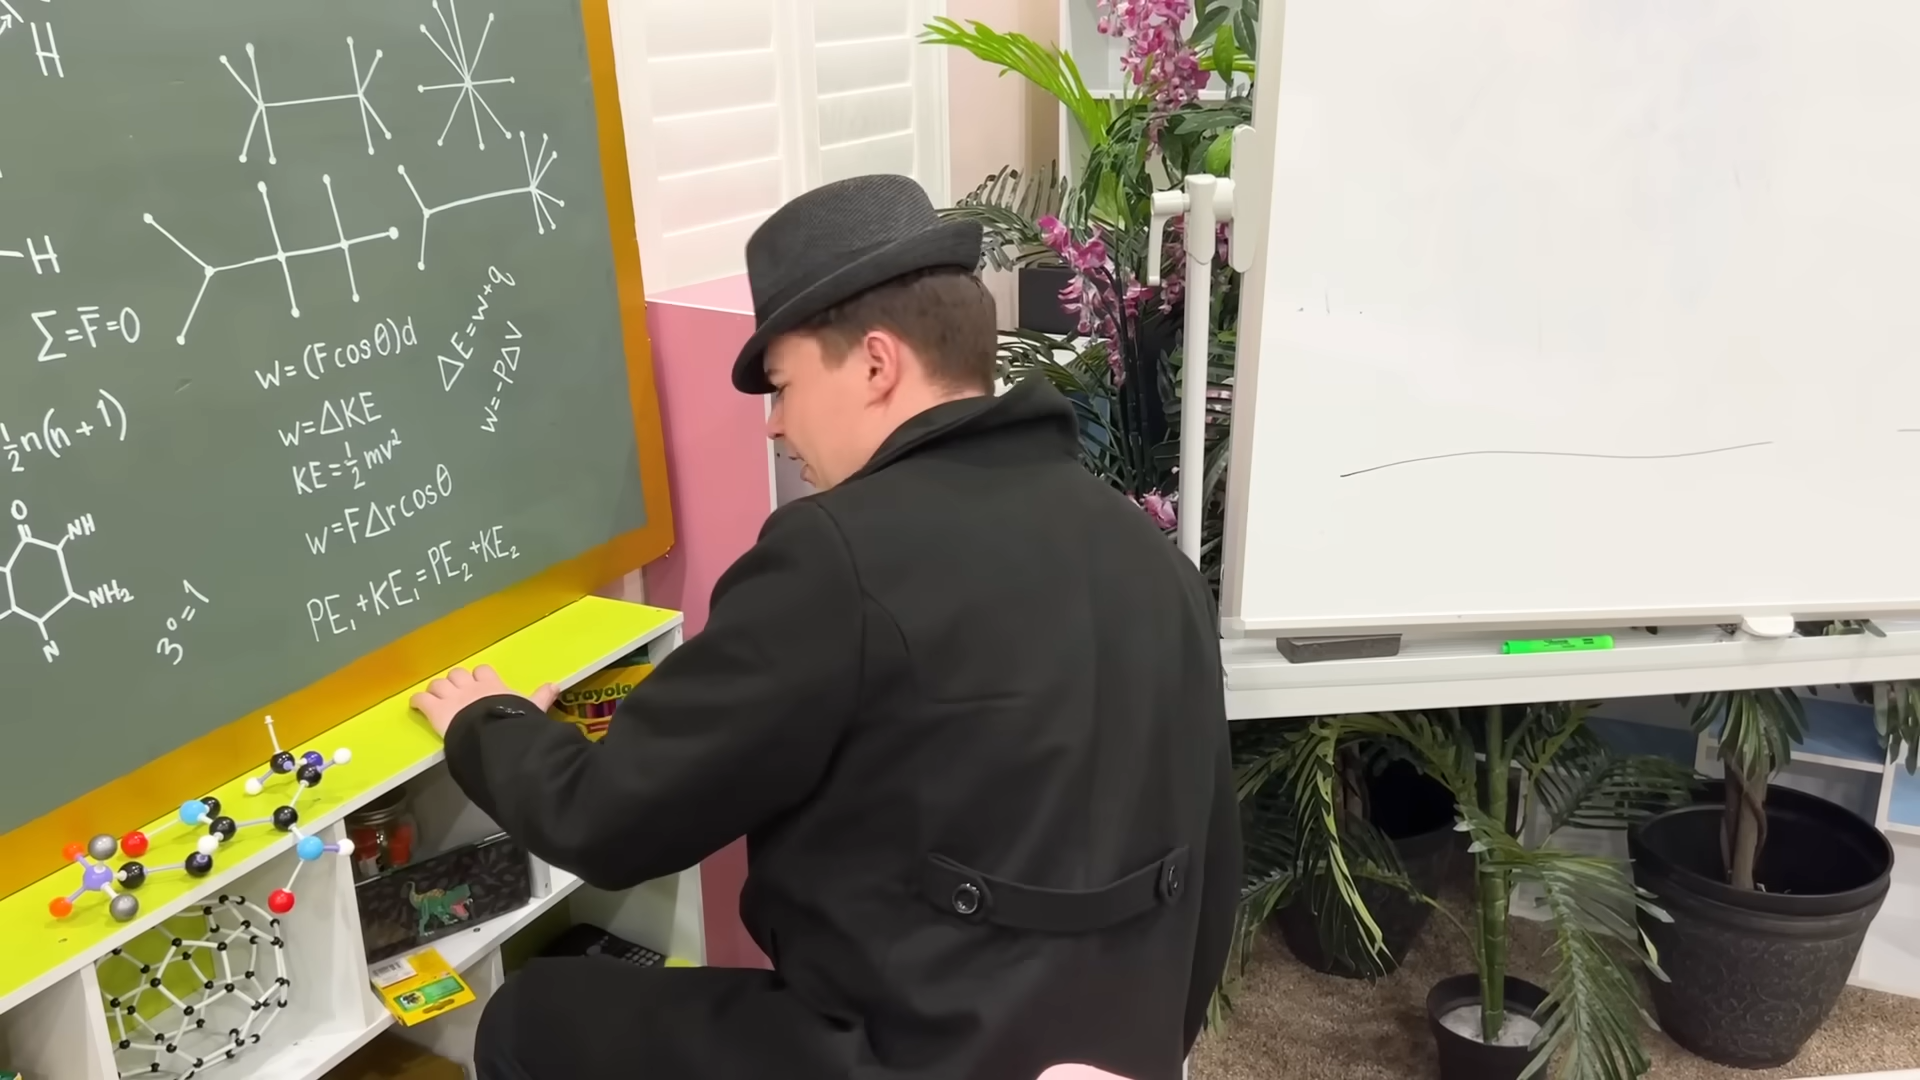 H
H
Σ=F̅=0
½n(n+1)
O
NH
NH₂
N
3⁰=1
w=(Fcosθ)d
w=ΔKE
KE=½mv²
w=FΔrcosθ
PE₁+KE₁=PE₂+KE₂
ΔE=w+q
w=-PΔV
Crayola